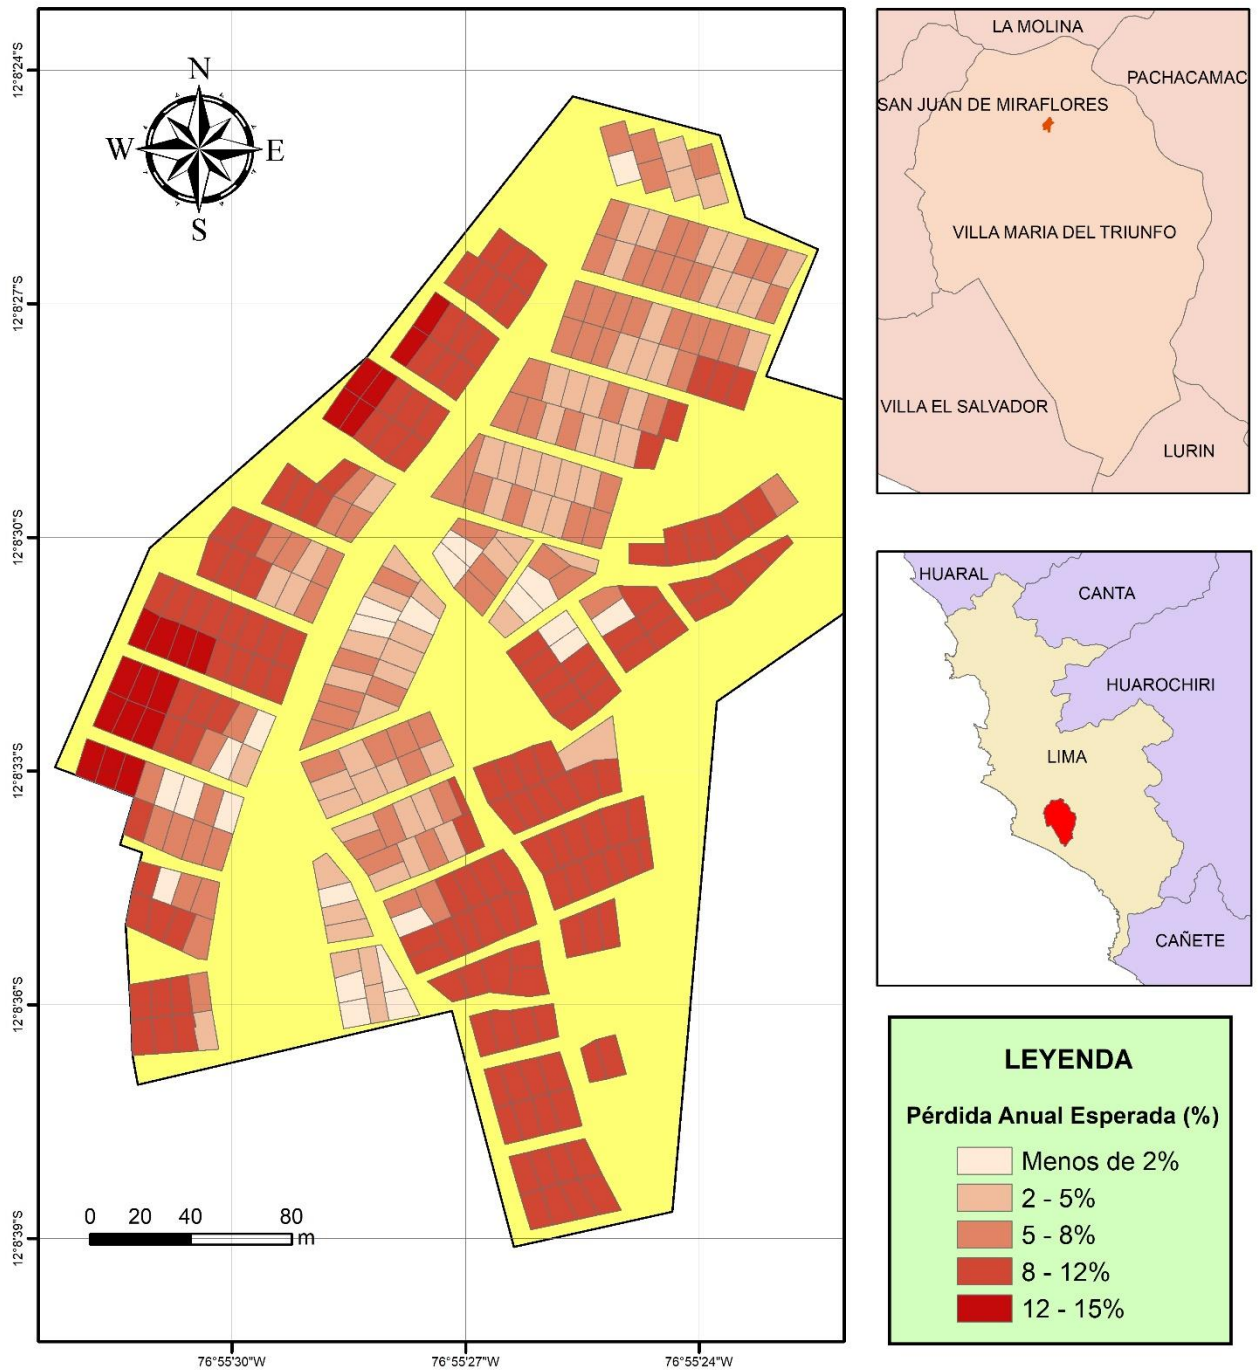 N
W
E
S
12°8'24"S
12°8'27"S
12°8'30"S
12°8'33"S
12°8'36"S
12°8'39"S
76°55'30"W
76°55'27"W
76°55'24"W
0 20 40 80
m
LA MOLINA
PACHACAMAC
SAN JUAN DE MIRAFLORES
VILLA MARIA DEL TRIUNFO
VILLA EL SALVADOR
LURIN
HUARAL
CANTA
HUAROCHIRI
LIMA
CAÑETE
LEYENDA
Pérdida Anual Esperada (%)
Menos de 2%
2 - 5%
5 - 8%
8 - 12%
12 - 15%